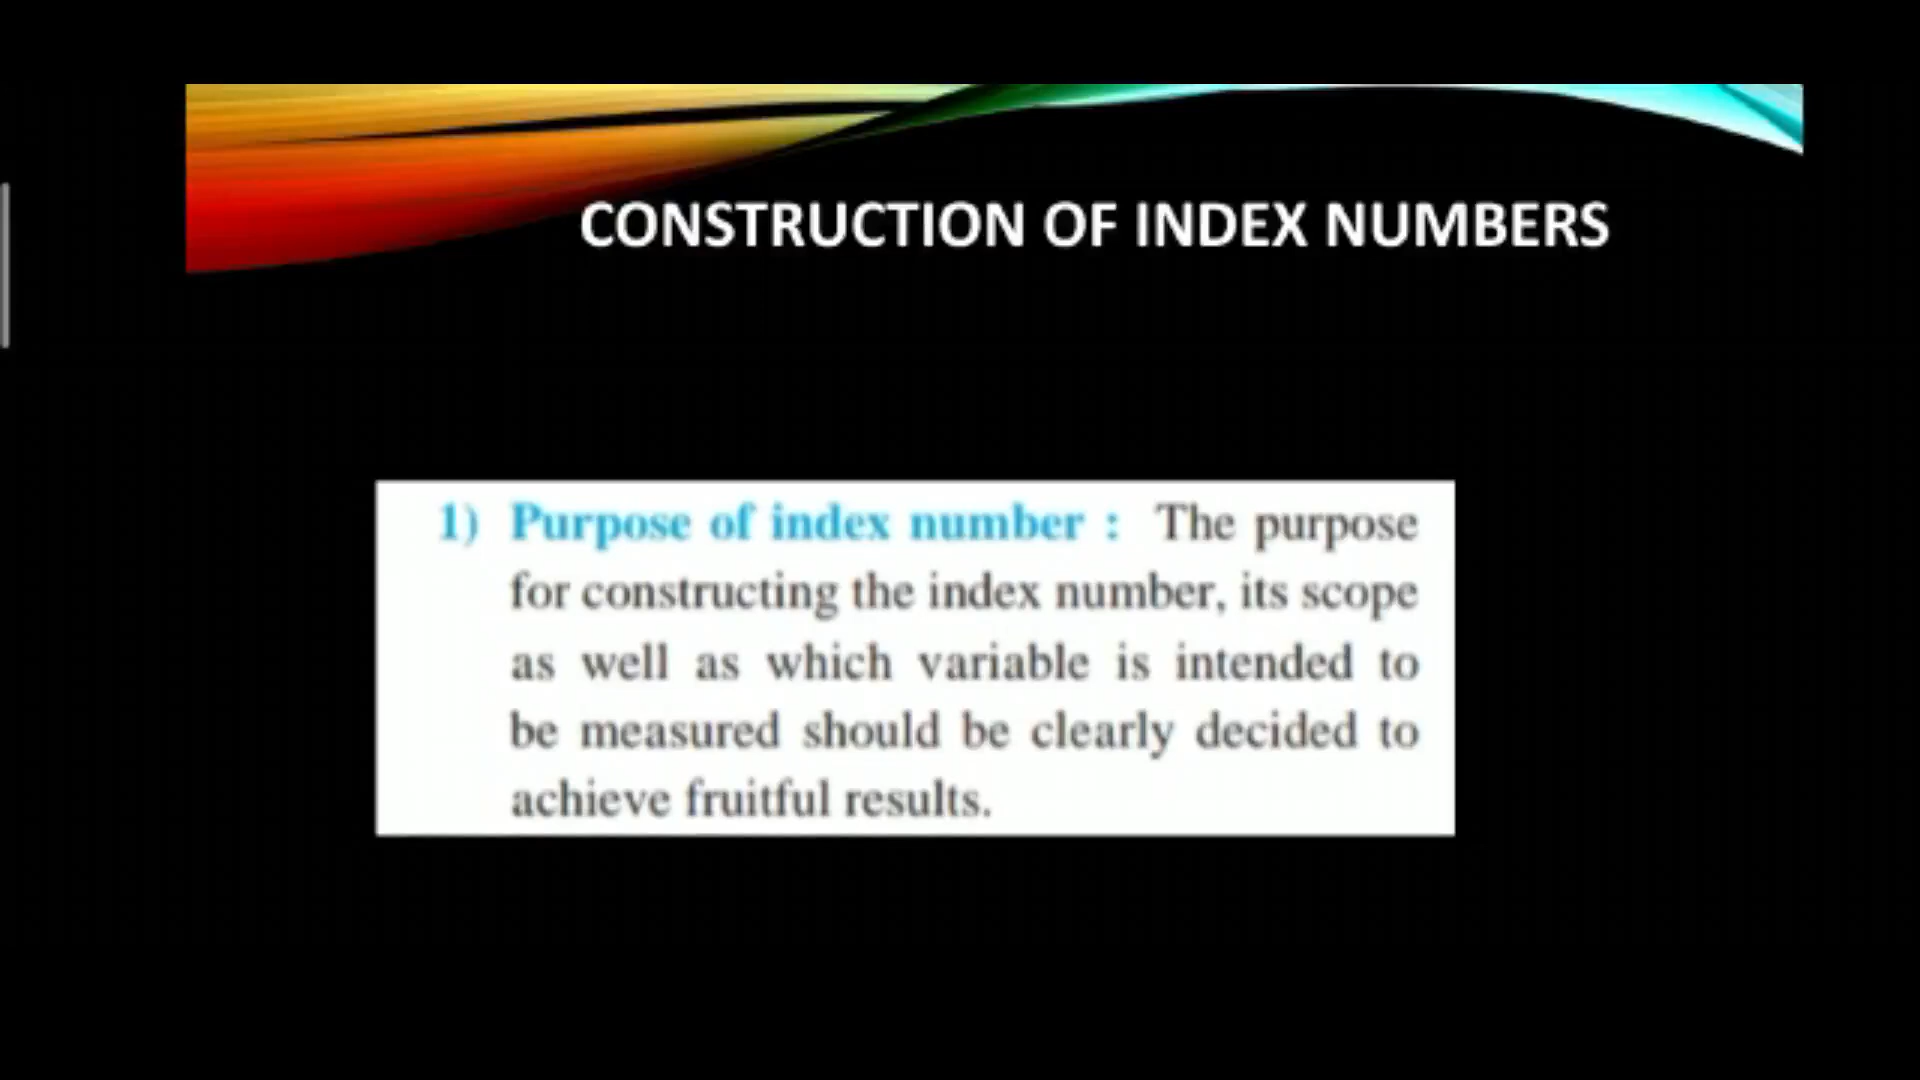 CONSTRUCTION OF INDEX NUMBERS
1) Purpose of index number : The purpose
for constructing the index number, its scope
as well as which variable is intended to
be measured should be clearly decided to
achieve fruitful results.